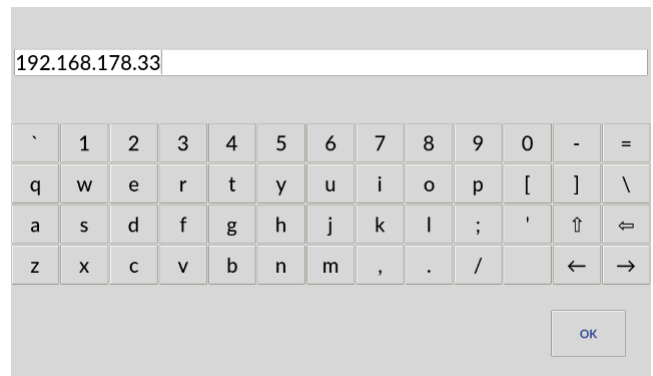 192.168.178.33
` 1 2 3 4 5 6 7 8 9 0 - =
q w e r t y u i o p [ ] \
a s d f g h j k l ; ' ⇧ ⇦
z x c v b n m , . / ← →
OK